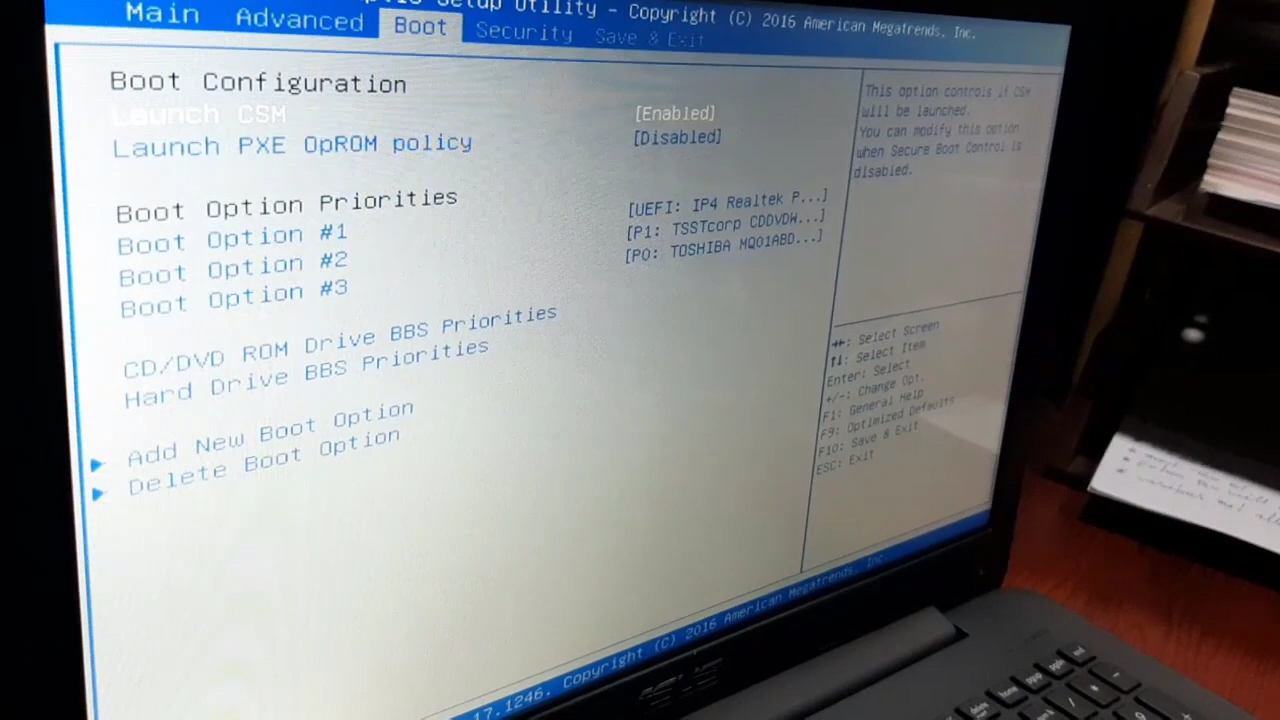 Setup Utility - Copyright (C) 2016 American Megatrends, Inc.
Main Advanced Boot Security Save & Exit
Boot Configuration
Launch CSM [Enabled]
Launch PXE OpROM policy [Disabled]
Boot Option Priorities
Boot Option #1 [UEFI: IP4 Realtek P...]
Boot Option #2 [P1: TSSTcorp CDDVDW...]
Boot Option #3 [P0: TOSHIBA MQ01ABD...]
CD/DVD ROM Drive BBS Priorities
Hard Drive BBS Priorities
Add New Boot Option
Delete Boot Option
This option controls if CSM
will be launched.
You can modify this option
when Secure Boot Control is
disabled.
→←: Select Screen
↑↓: Select Item
Enter: Select
+/-: Change Opt.
F1: General Help
F9: Optimized Defaults
F10: Save & Exit
ESC: Exit
17.1246. Copyright (C) 2016 American Megatrends, Inc.
ASUS
home